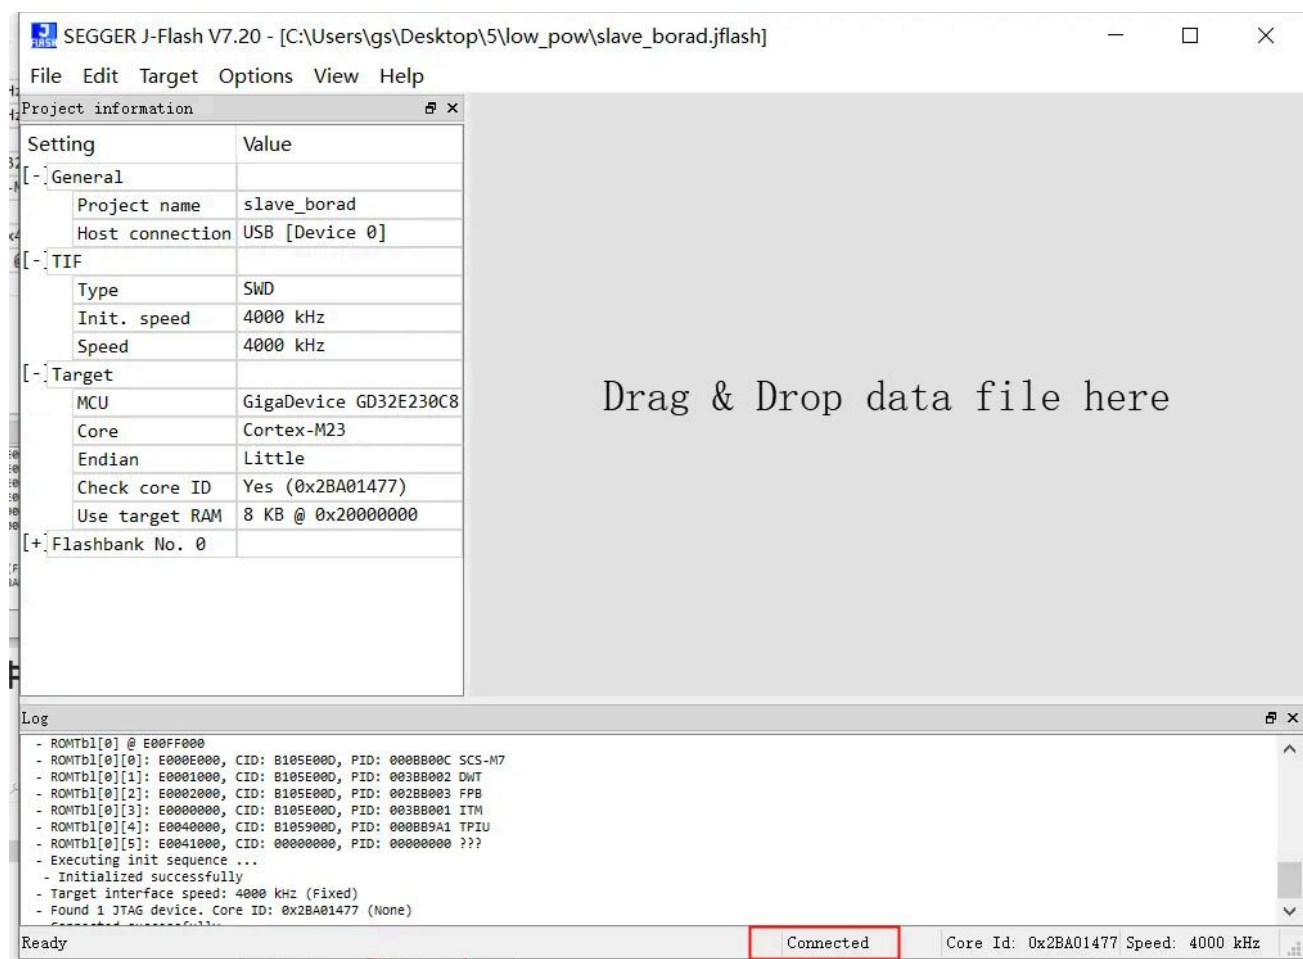 SEGGER J-Flash V7.20 - [C:\Users\gs\Desktop\5\low_pow\slave_borad.jflash]
File Edit Target Options View Help
Project information
Setting Value
[-] General
Project name slave_borad
Host connection USB [Device 0]
[-] TIF
Type SWD
Init. speed 4000 kHz
Speed 4000 kHz
[-] Target
MCU GigaDevice GD32E230C8
Core Cortex-M23
Endian Little
Check core ID Yes (0x2BA01477)
Use target RAM 8 KB @ 0x20000000
[+] Flashbank No. 0
Drag & Drop data file here
Log
- ROMTbl[0] @ E00FF000
- ROMTbl[0][0]: E000E000, CID: B105E00D, PID: 000BB00C SCS-M7
- ROMTbl[0][1]: E0001000, CID: B105E00D, PID: 003BB002 DWT
- ROMTbl[0][2]: E0002000, CID: B105E00D, PID: 002BB003 FPB
- ROMTbl[0][3]: E0000000, CID: B105E00D, PID: 003BB001 ITM
- ROMTbl[0][4]: E0040000, CID: B105900D, PID: 000BB9A1 TPIU
- ROMTbl[0][5]: E0041000, CID: 00000000, PID: 00000000 ???
- Executing init sequence ...
- Initialized successfully
- Target interface speed: 4000 kHz (Fixed)
- Found 1 JTAG device. Core ID: 0x2BA01477 (None)
Ready Connected Core Id: 0x2BA01477 Speed: 4000 kHz